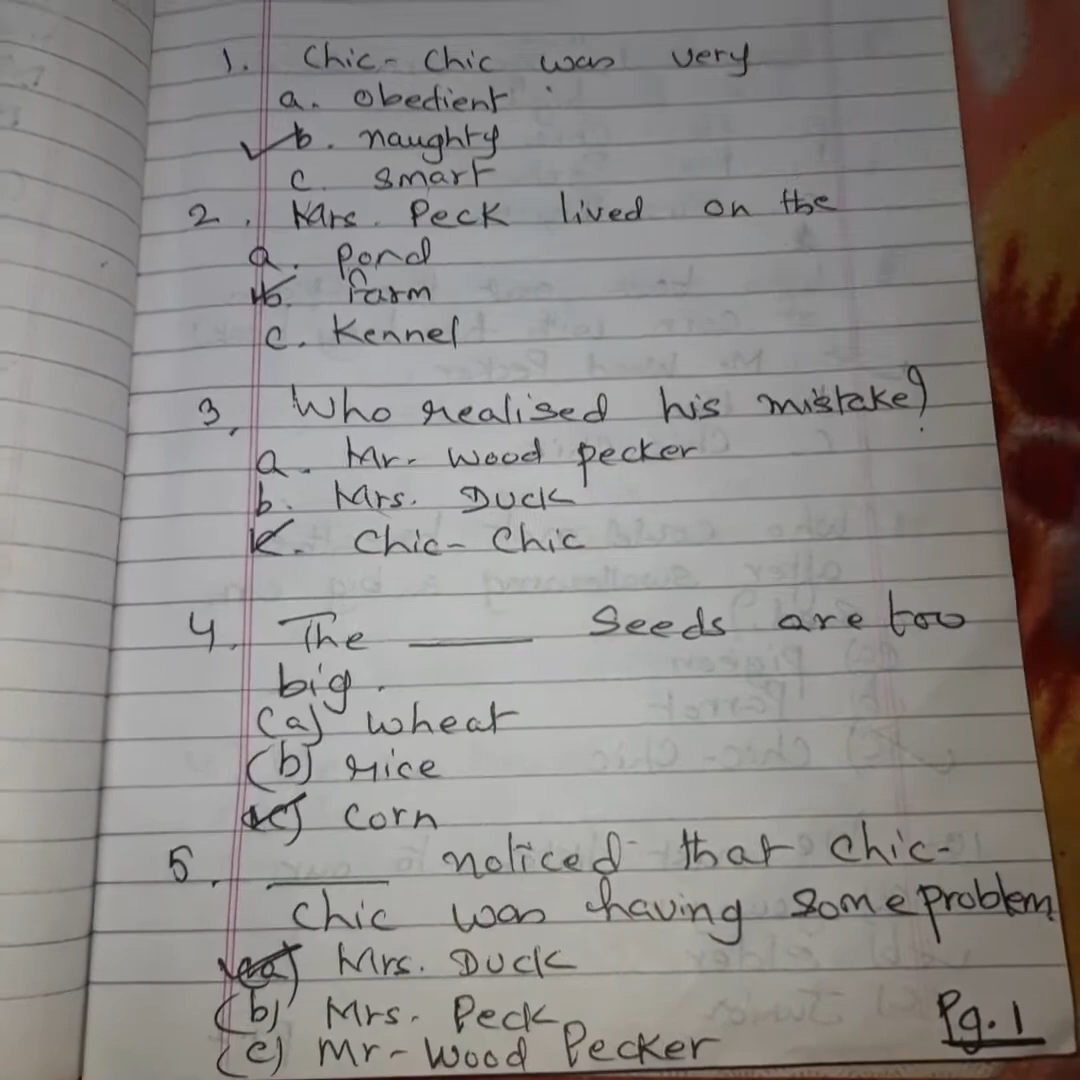 1. Chic-Chic was very
a. obedient
b. naughty
c. smart
2. Mrs. Peck lived on the
a. pond
b. farm
c. Kennel
3. Who realised his mistake?
a. Mr. Wood pecker
b. Mrs. Duck
c. Chic-Chic
4. The ____ seeds are too
big.
(a) wheat
(b) rice
(c) corn
5. ____ noticed that chic-
chic was having some problem
(a) Mrs. Duck
(b) Mrs. Peck
(c) Mr-Wood Pecker
Pg. 1